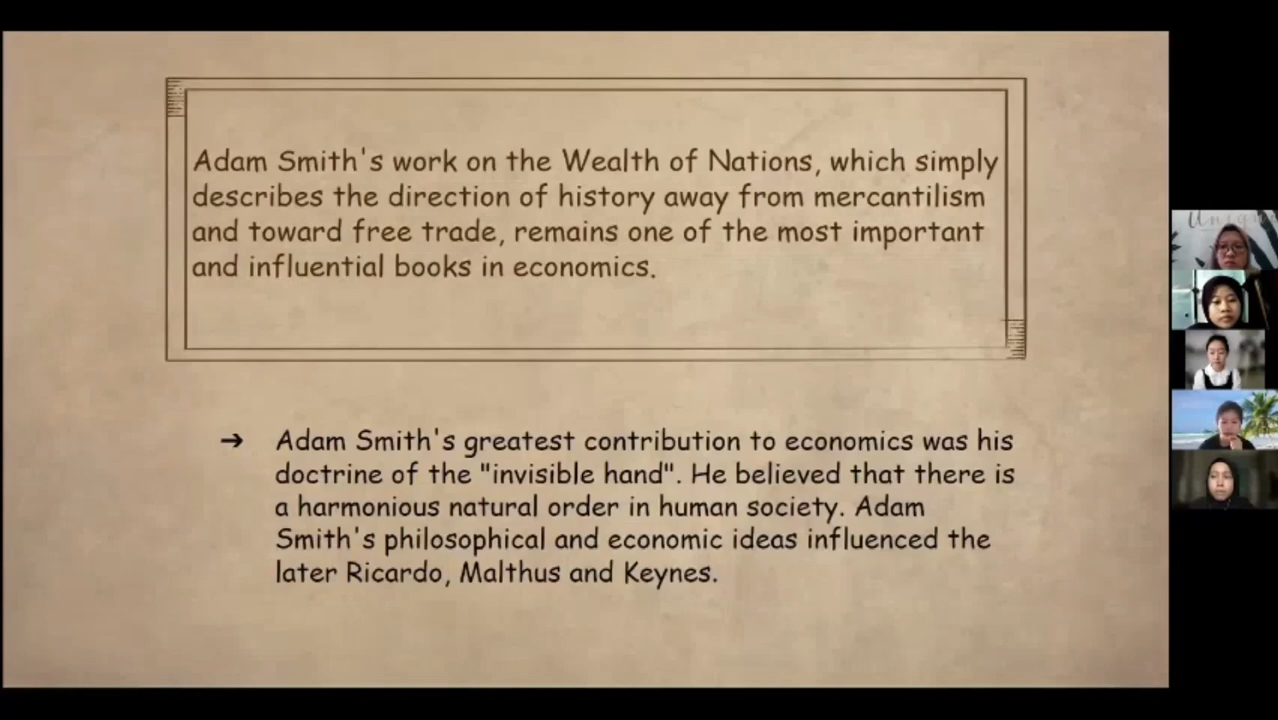 Adam Smith's work on the Wealth of Nations, which simply
describes the direction of history away from mercantilism
and toward free trade, remains one of the most important
and influential books in economics.
➔ Adam Smith's greatest contribution to economics was his
doctrine of the "invisible hand". He believed that there is
a harmonious natural order in human society. Adam
Smith's philosophical and economic ideas influenced the
later Ricardo, Malthus and Keynes.